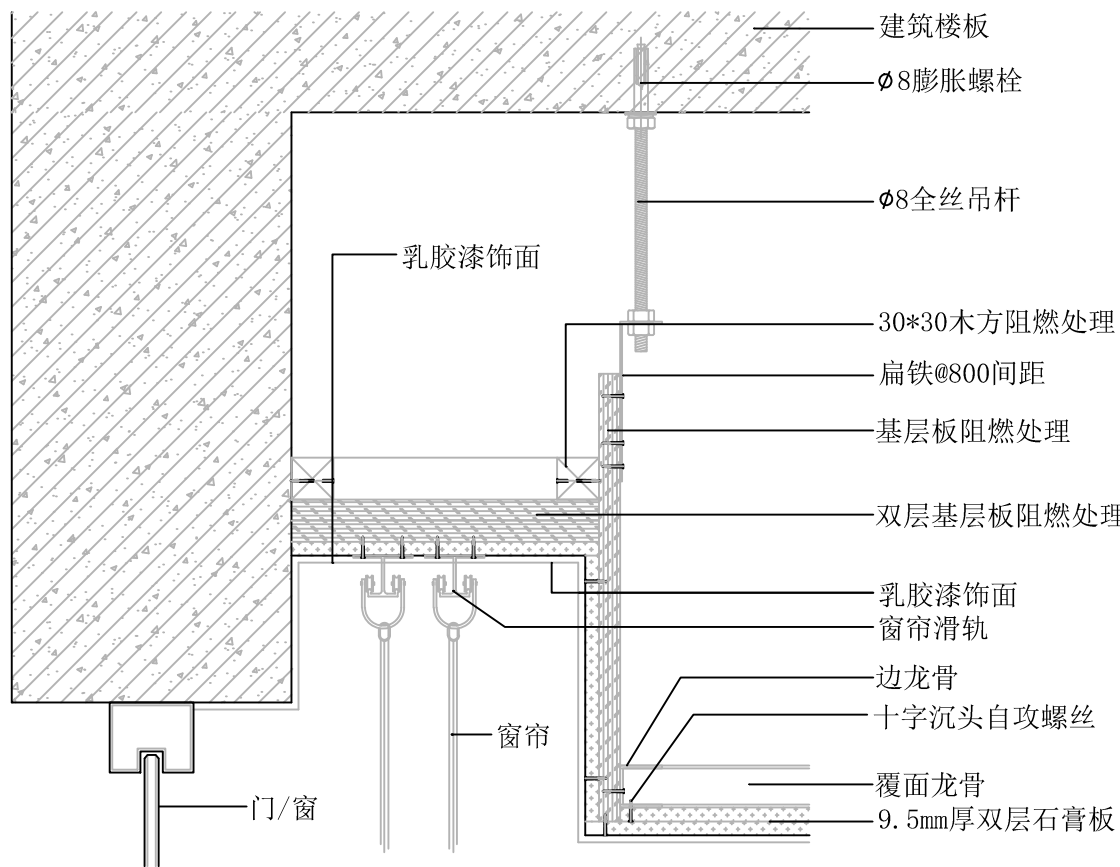 建筑楼板
ϕ8膨胀螺栓
ϕ8全丝吊杆
乳胶漆饰面
30*30木方阻燃处理
扁铁@800间距
基层板阻燃处理
双层基层板阻燃处理
乳胶漆饰面
窗帘滑轨
边龙骨
十字沉头自攻螺丝
窗帘
覆面龙骨
门/窗
9.5mm厚双层石膏板